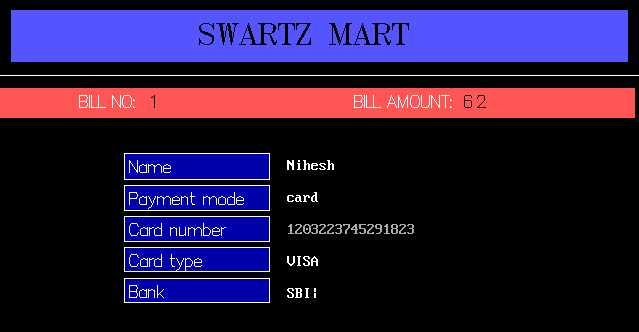 SWARTZ MART
BILL NO: 1 BILL AMOUNT: 62
Name Nihesh
Payment mode card
Card number 1203223745291823
Card type VISA
Bank SBI|